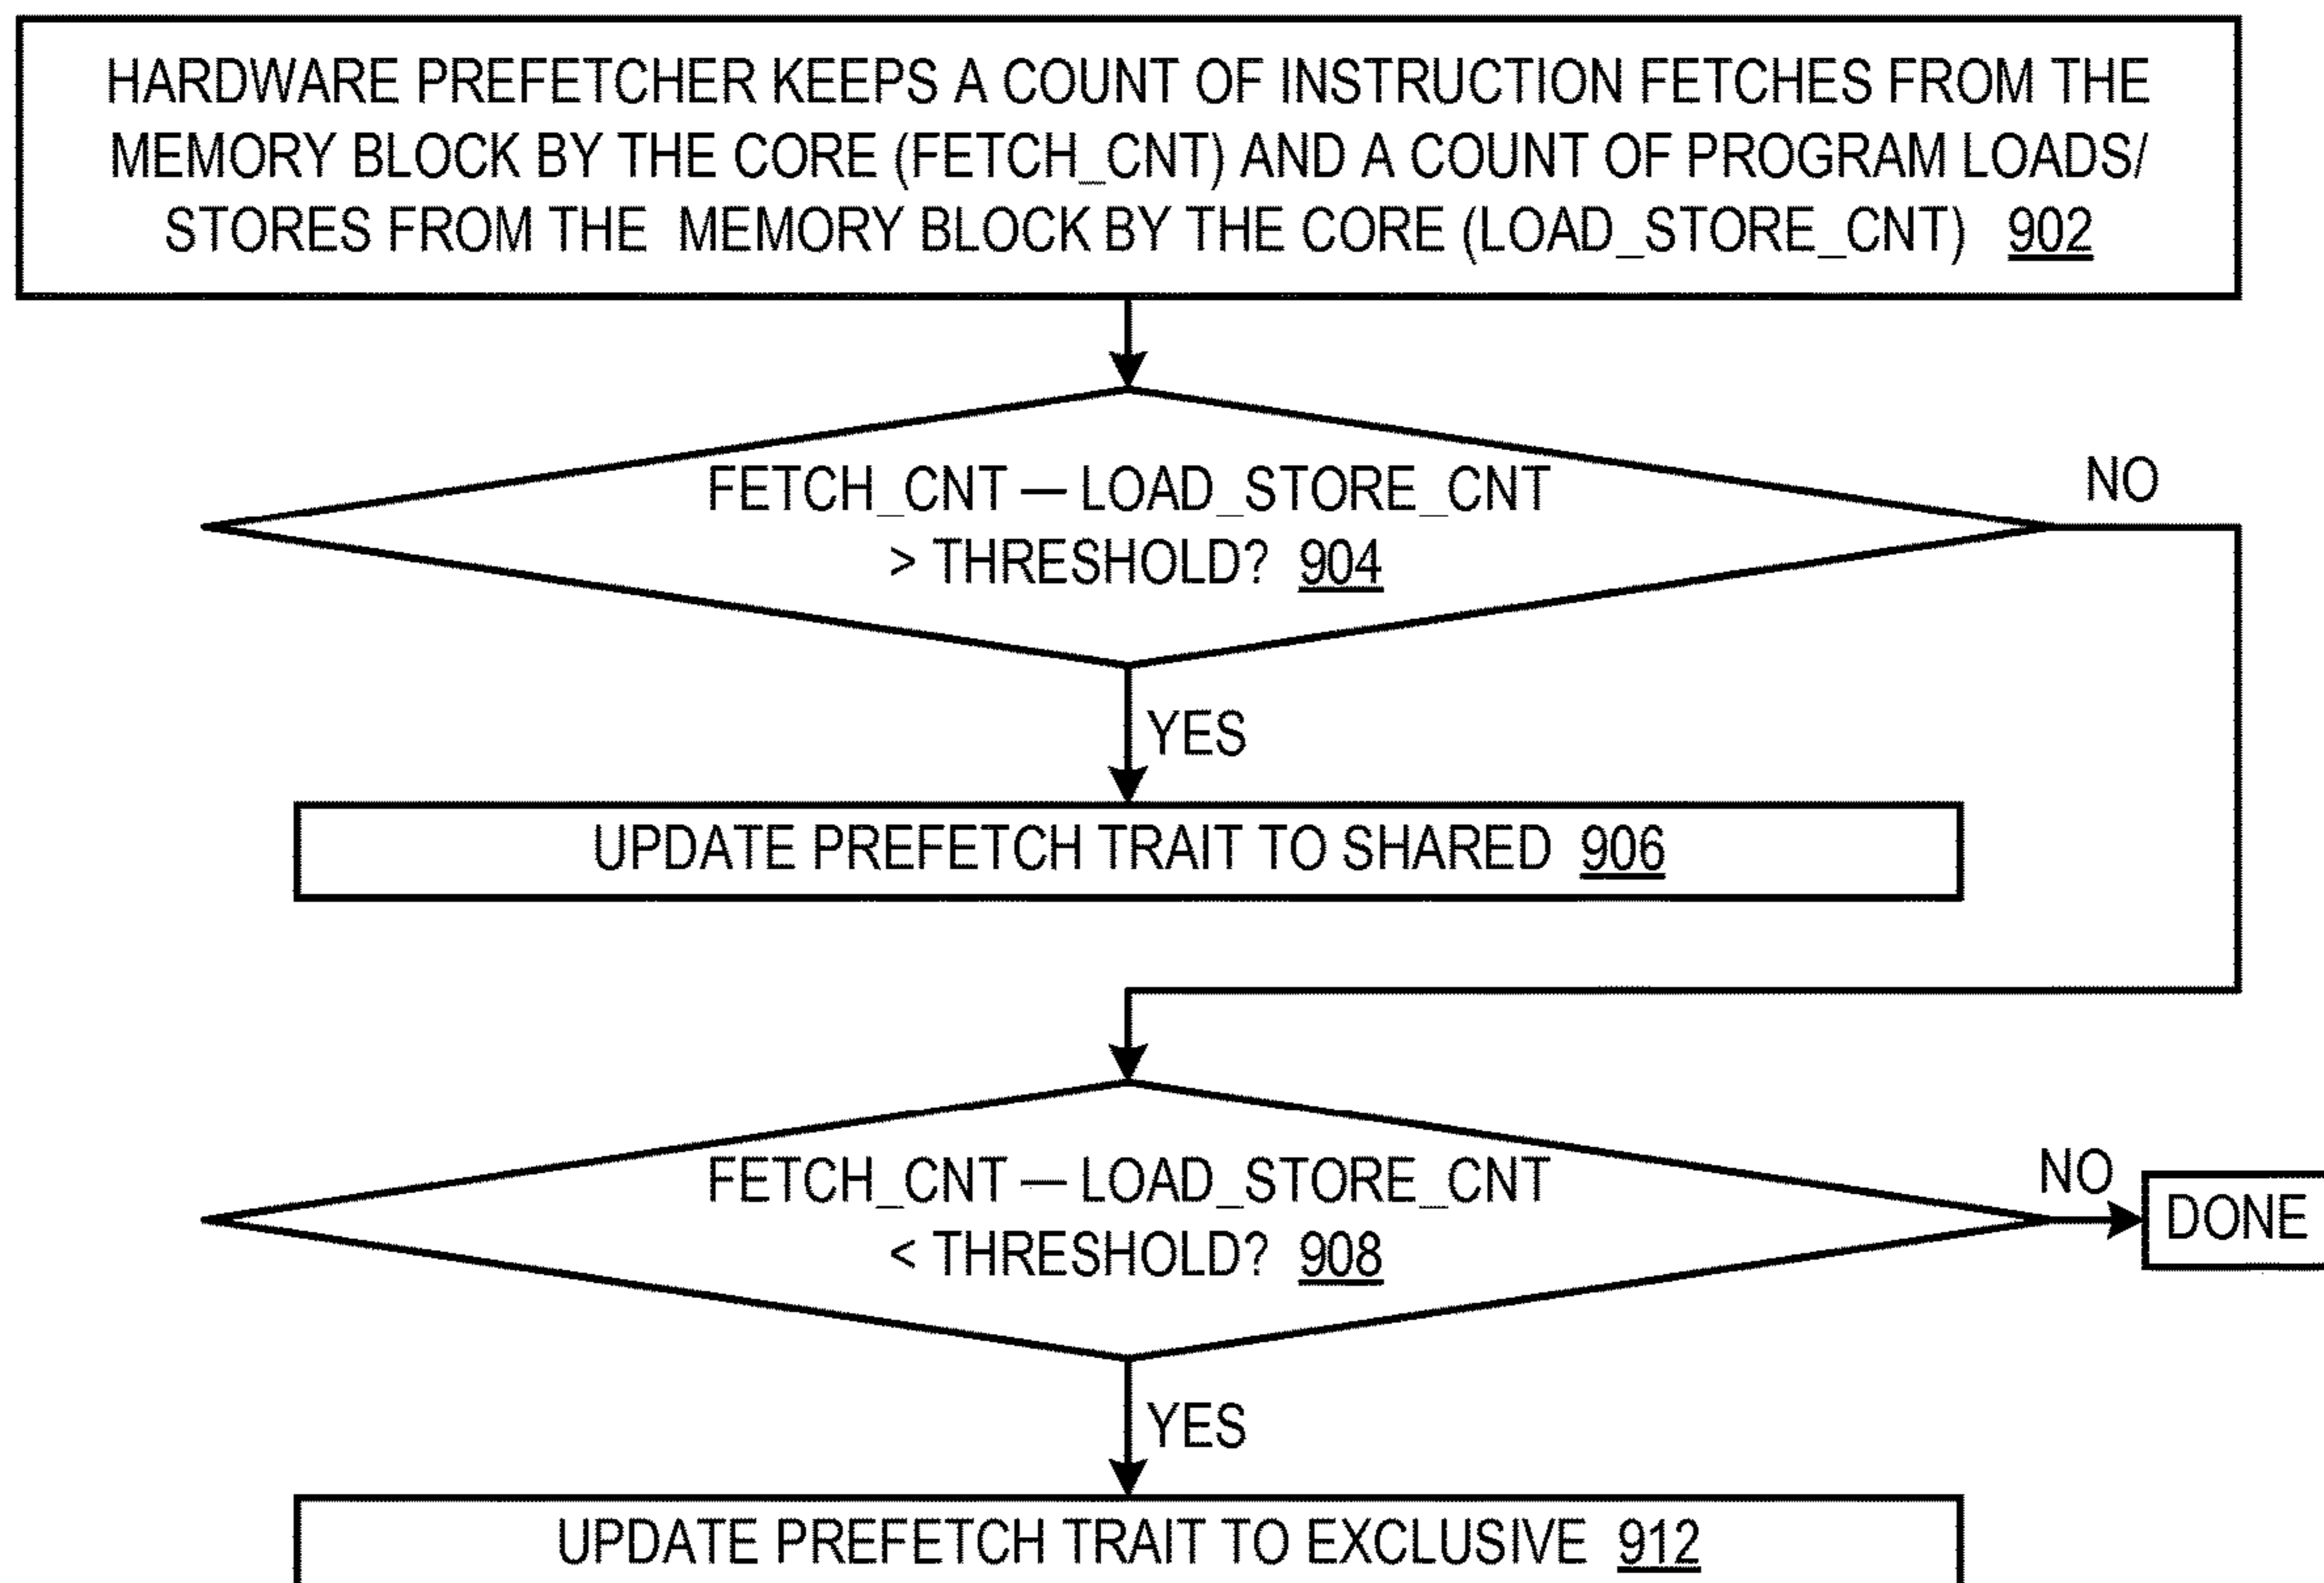 HARDWARE PREFETCHER KEEPS A COUNT OF INSTRUCTION FETCHES FROM THE
MEMORY BLOCK BY THE CORE (FETCH_CNT) AND A COUNT OF PROGRAM LOADS/
STORES FROM THE MEMORY BLOCK BY THE CORE (LOAD_STORE_CNT) 902
FETCH_CNT — LOAD_STORE_CNT
> THRESHOLD? 904
NO
YES
UPDATE PREFETCH TRAIT TO SHARED 906
FETCH_CNT — LOAD_STORE_CNT
< THRESHOLD? 908
NO
DONE
YES
UPDATE PREFETCH TRAIT TO EXCLUSIVE 912